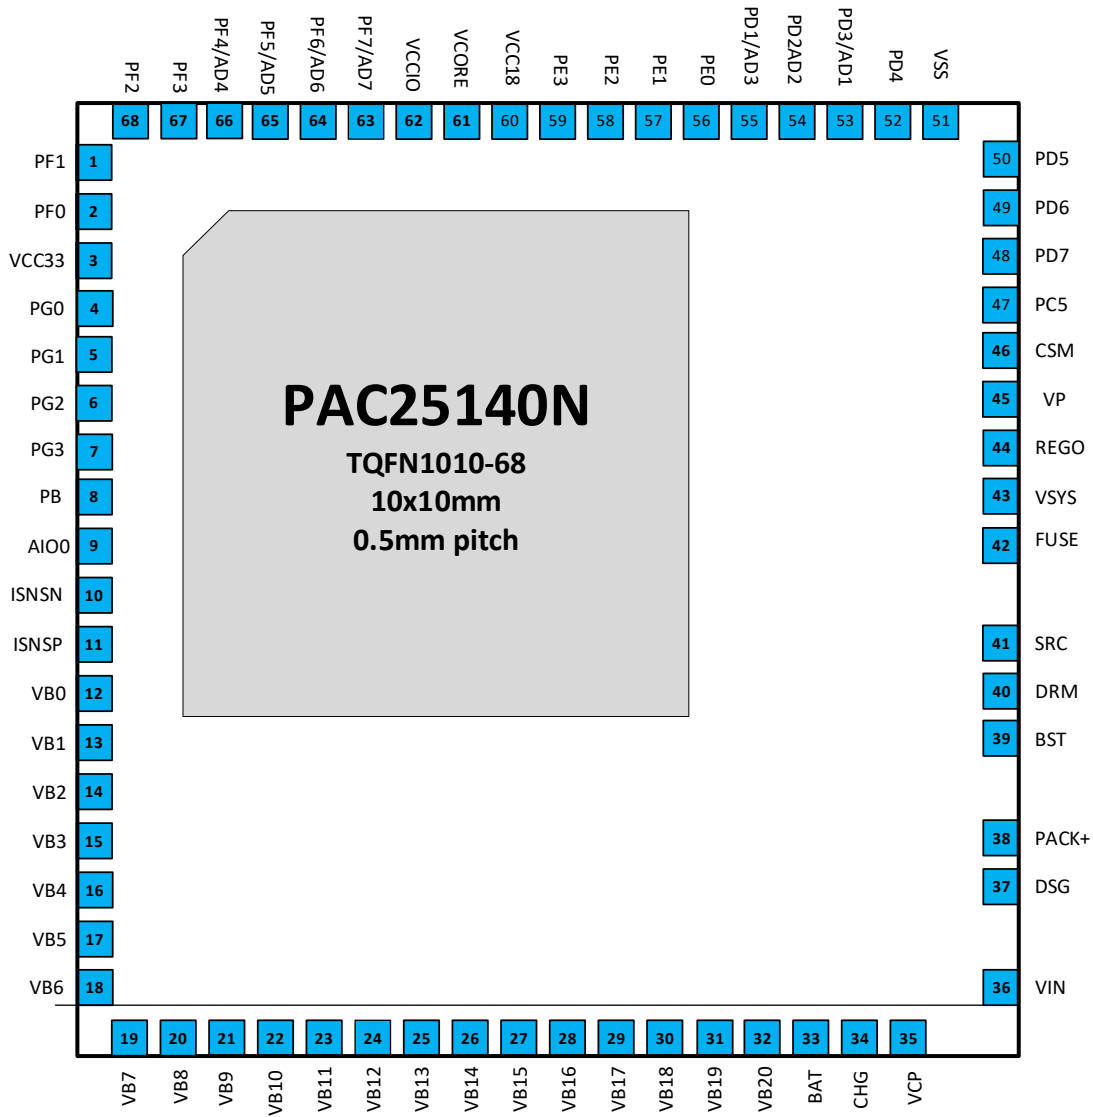 PF2
PF3
PF4/AD4
PF5/AD5
PF6/AD6
PF7/AD7
VCCIO
VCORE
VCC18
PE3
PE2
PE1
PE0
PD1/AD3
PD2AD2
PD3/AD1
PD4
VSS
68 67 66 65 64 63 62 61 60 59 58 57 56 55 54 53 52 51
PF1 1
PF0 2
VCC33 3
PG0 4
PG1 5
PG2 6
PG3 7
PB 8
AIO0 9
ISNSN 10
ISNSP 11
VB0 12
VB1 13
VB2 14
VB3 15
VB4 16
VB5 17
VB6 18
PAC25140N
TQFN1010-68
10x10mm
0.5mm pitch
50 PD5
49 PD6
48 PD7
47 PC5
46 CSM
45 VP
44 REGO
43 VSYS
42 FUSE
41 SRC
40 DRM
39 BST
38 PACK+
37 DSG
36 VIN
19 20 21 22 23 24 25 26 27 28 29 30 31 32 33 34 35
VB7
VB8
VB9
VB10
VB11
VB12
VB13
VB14
VB15
VB16
VB17
VB18
VB19
VB20
BAT
CHG
VCP